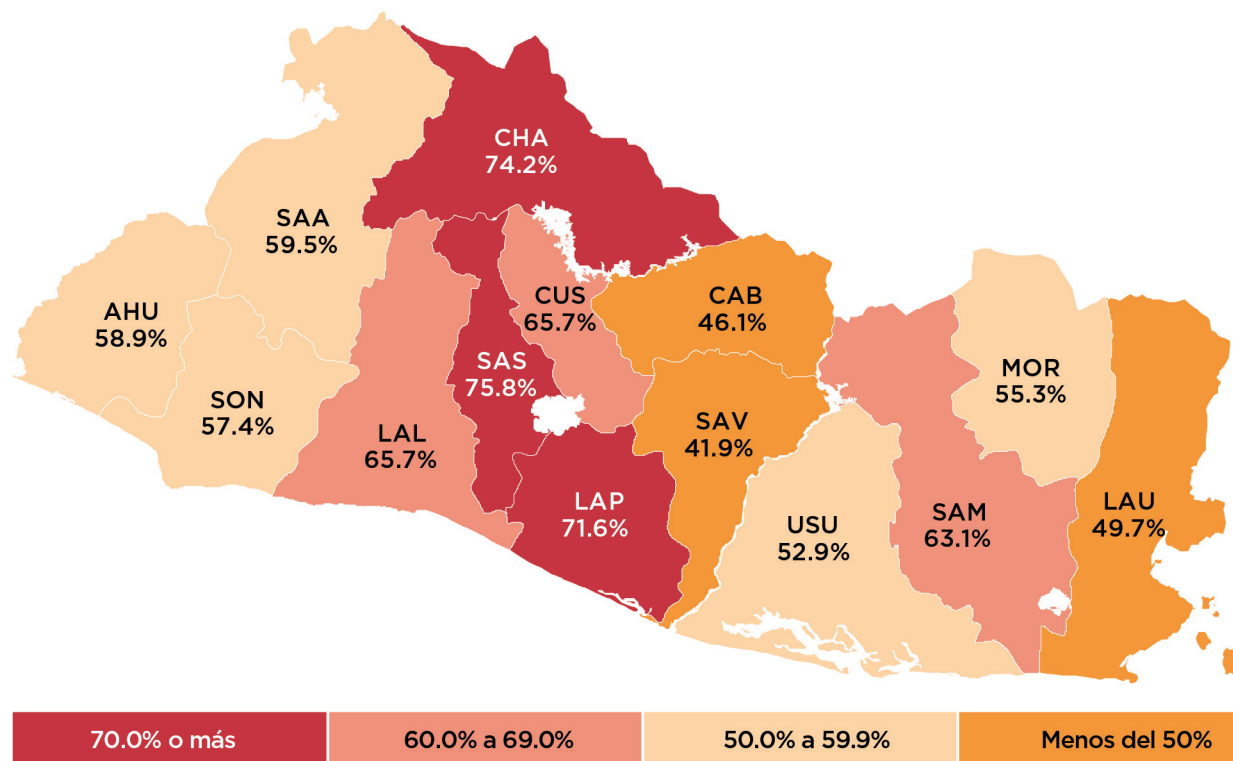 CHA
74.2%
SAA
59.5%
AHU
58.9%
SON
57.4%
LAL
65.7%
SAS
75.8%
CUS
65.7%
CAB
46.1%
SAV
41.9%
LAP
71.6%
USU
52.9%
SAM
63.1%
MOR
55.3%
LAU
49.7%
70.0% o más
60.0% a 69.0%
50.0% a 59.9%
Menos del 50%